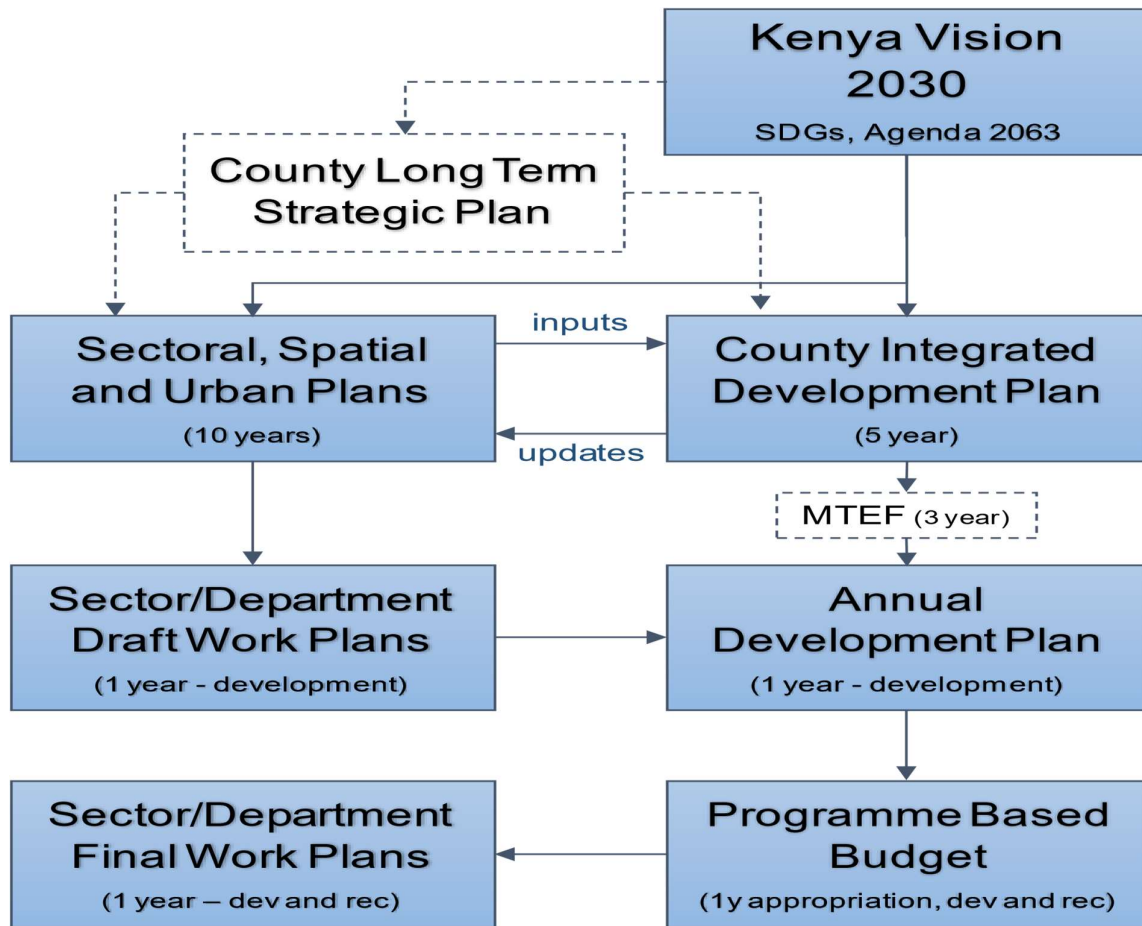 Kenya Vision
2030
SDGs, Agenda 2063
County Long Term
Strategic Plan
Sectoral, Spatial
and Urban Plans
(10 years)
inputs
updates
County Integrated
Development Plan
(5 year)
MTEF (3 year)
Sector/Department
Draft Work Plans
(1 year - development)
Annual
Development Plan
(1 year - development)
Sector/Department
Final Work Plans
(1 year – dev and rec)
Programme Based
Budget
(1y appropriation, dev and rec)